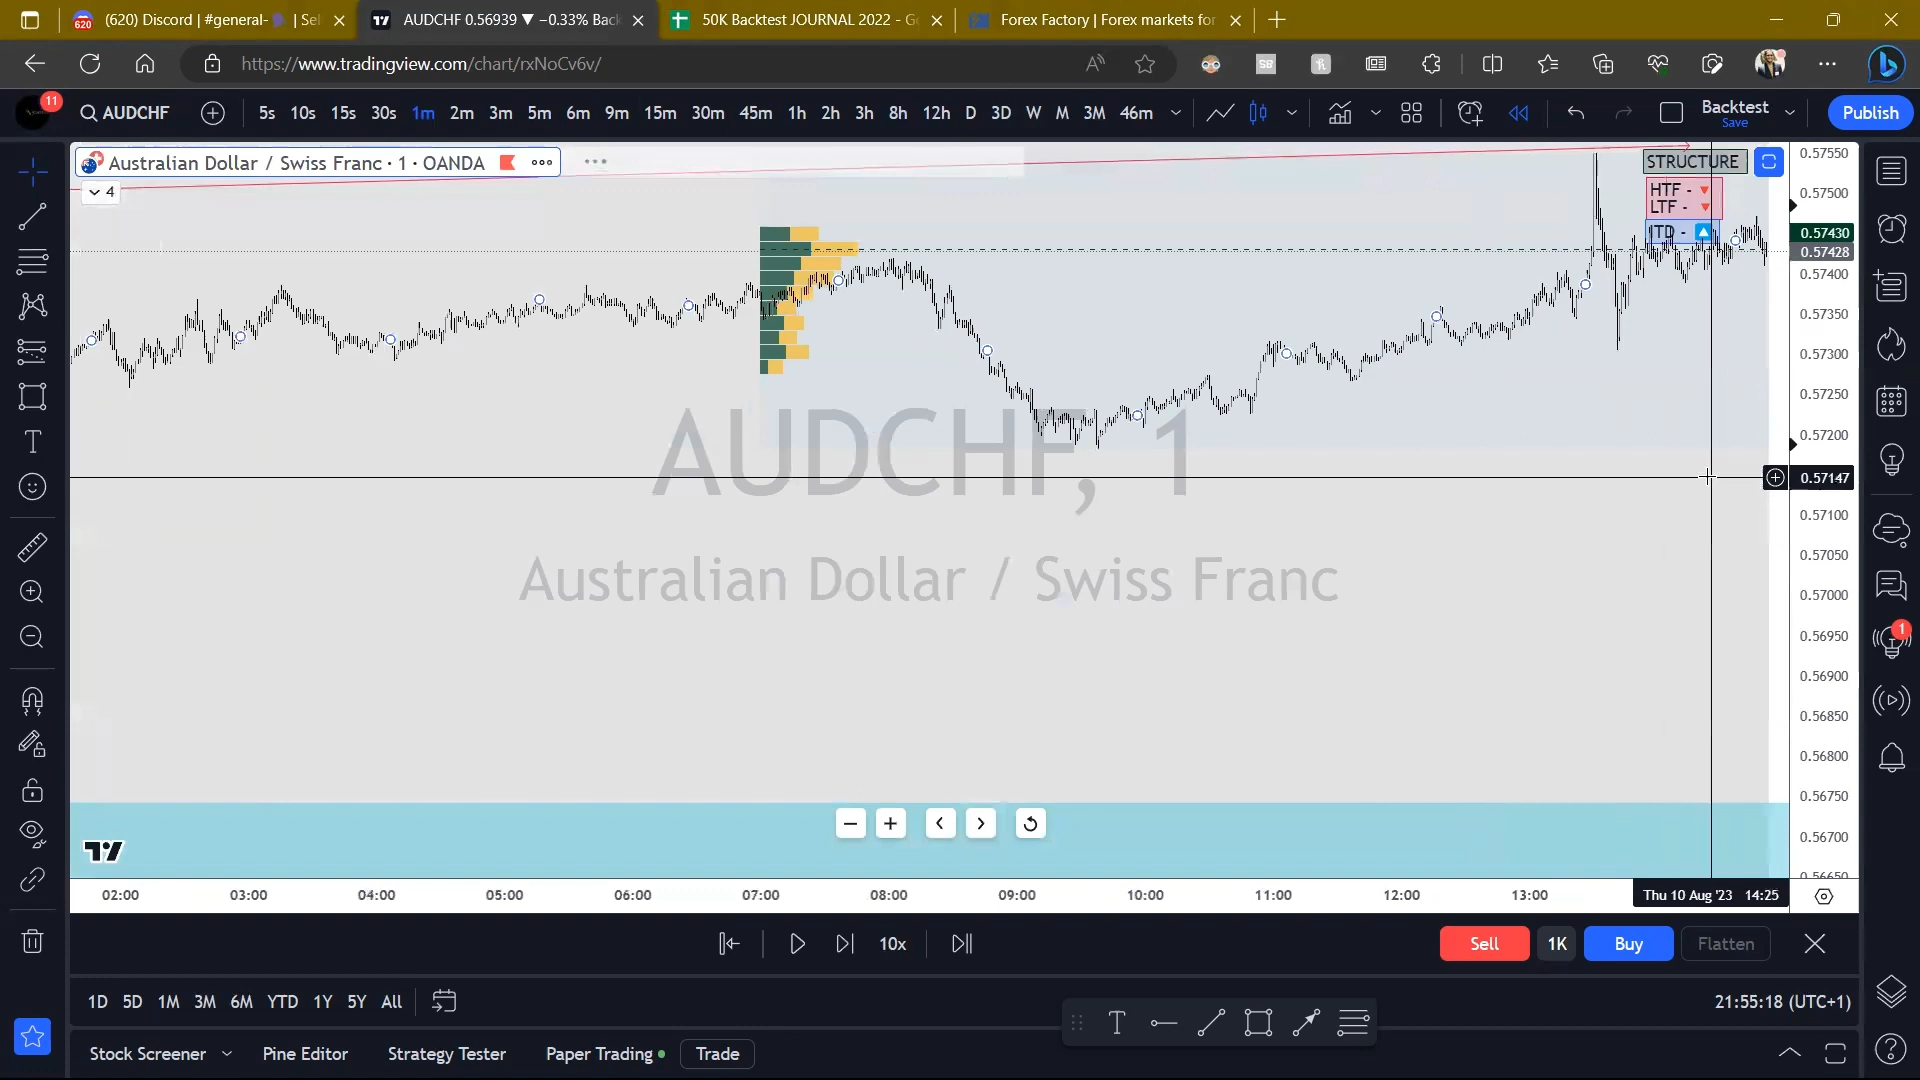 620 (620) Discord | #general- | Sel
AUDCHF 0.56939 ▼ −0.33% Back
50K Backtest JOURNAL 2022 - Go
Forex Factory | Forex markets for
https://www.tradingview.com/chart/rxNoCv6v/
11
AUDCHF
5s 10s 15s 30s 1m 2m 3m 5m 6m 9m 15m 30m 45m 1h 2h 3h 8h 12h D 3D W M 3M 46m
Backtest
Save
Publish
Australian Dollar / Swiss Franc · 1 · OANDA
4
STRUCTURE
HTF -
LTF -
ITD -
0.57550
0.57500
0.57430
0.57428
0.57400
0.57350
0.57300
0.57250
0.57200
0.57147
0.57100
0.57050
0.57000
0.56950
0.56900
0.56850
0.56800
0.56750
0.56700
0.56650
AUDCHF, 1
Australian Dollar / Swiss Franc
1
02:00 03:00 04:00 05:00 06:00 07:00 08:00 09:00 10:00 11:00 12:00 13:00
Thu 10 Aug '23 14:25
10x
Sell 1K Buy Flatten
1D 5D 1M 3M 6M YTD 1Y 5Y All
21:55:18 (UTC+1)
Stock Screener Pine Editor Strategy Tester Paper Trading Trade